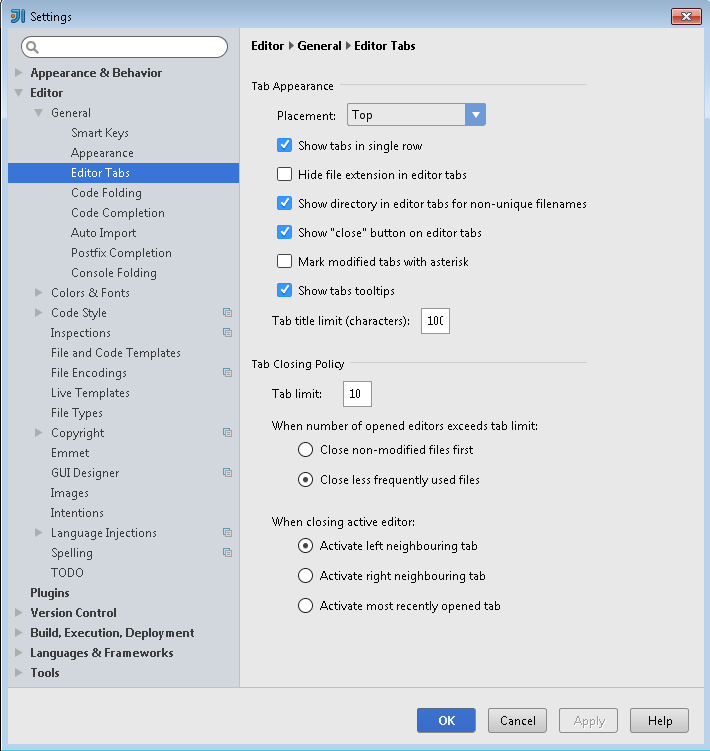 Settings
Appearance & Behavior
Editor
General
Smart Keys
Appearance
Editor Tabs
Code Folding
Code Completion
Auto Import
Postfix Completion
Console Folding
Colors & Fonts
Code Style
Inspections
File and Code Templates
File Encodings
Live Templates
File Types
Copyright
Emmet
GUI Designer
Images
Intentions
Language Injections
Spelling
TODO
Plugins
Version Control
Build, Execution, Deployment
Languages & Frameworks
Tools
Editor General Editor Tabs
Tab Appearance
Placement: Top
Show tabs in single row
Hide file extension in editor tabs
Show directory in editor tabs for non-unique filenames
Show "close" button on editor tabs
Mark modified tabs with asterisk
Show tabs tooltips
Tab title limit (characters): 100
Tab Closing Policy
Tab limit: 10
When number of opened editors exceeds tab limit:
Close non-modified files first
Close less frequently used files
When closing active editor:
Activate left neighbouring tab
Activate right neighbouring tab
Activate most recently opened tab
OK Cancel Apply Help